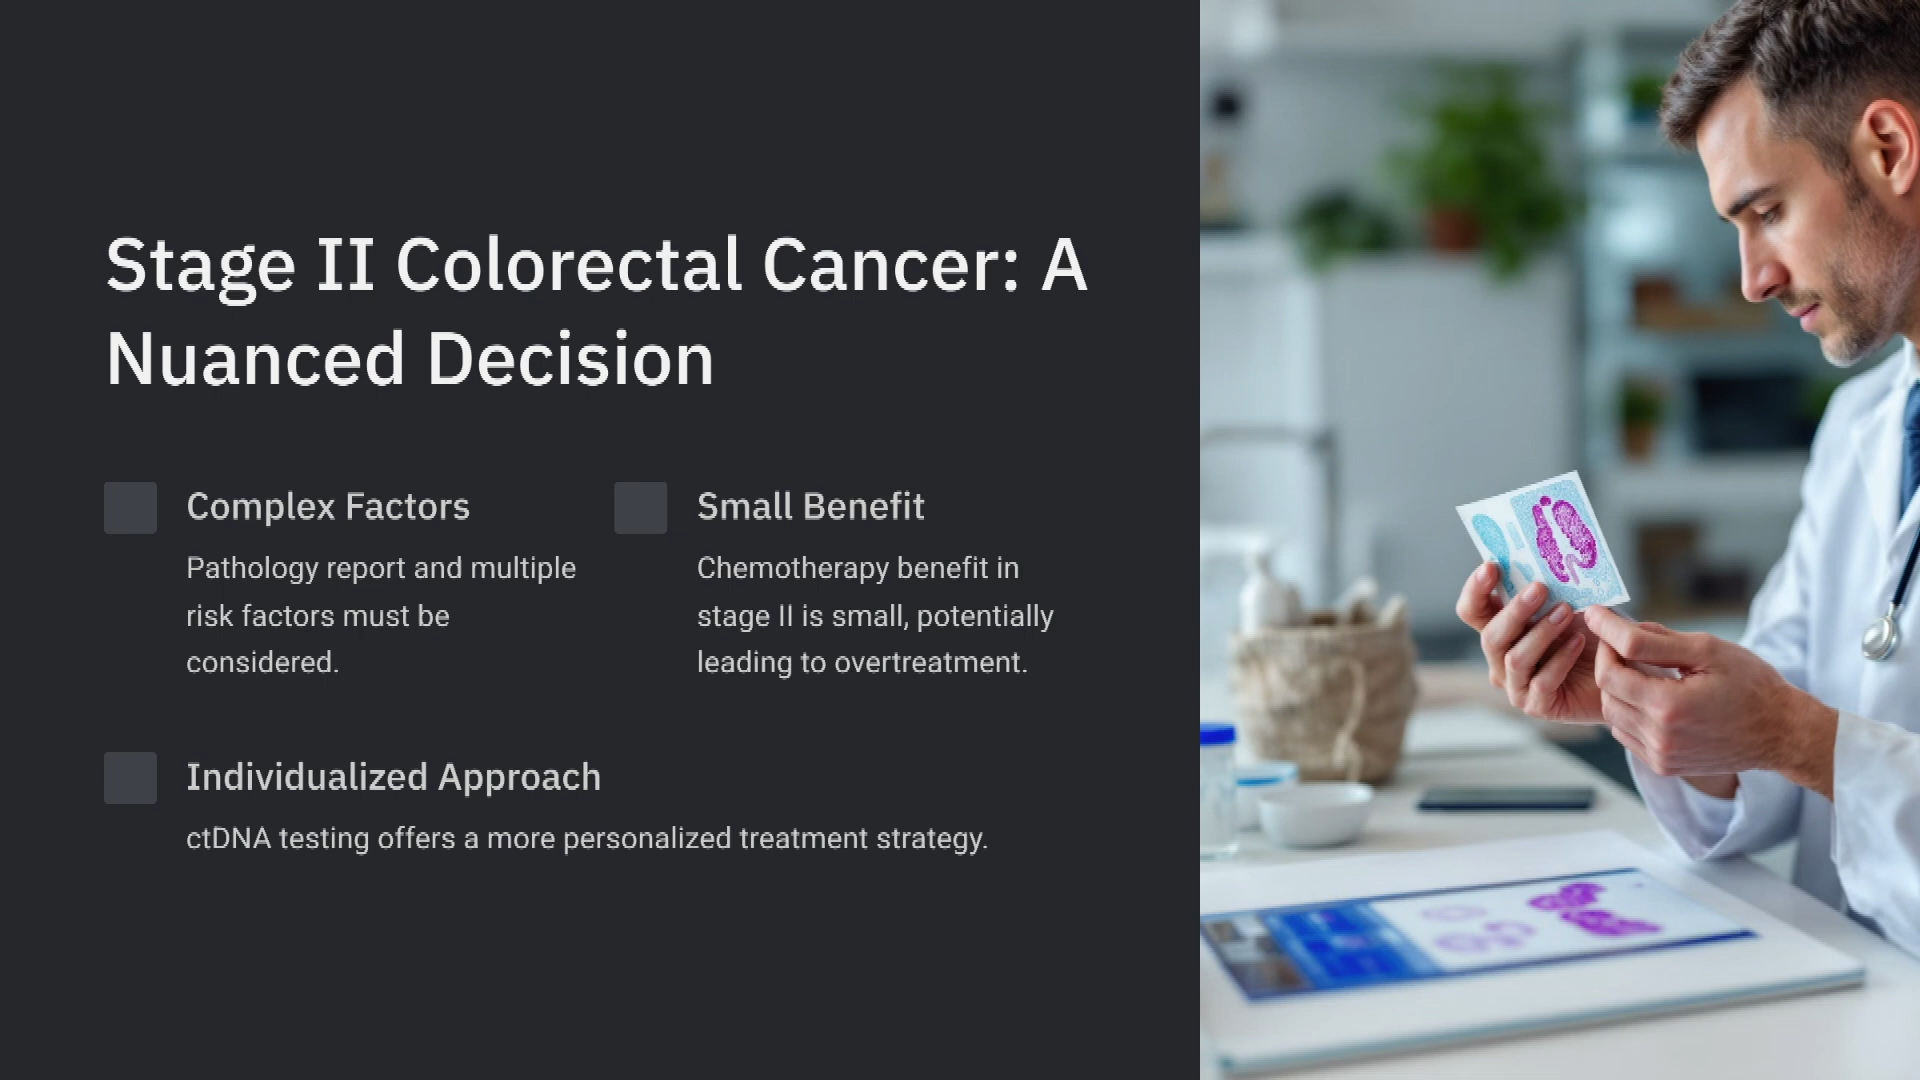 Stage II Colorectal Cancer: A
Nuanced Decision
Complex Factors
Pathology report and multiple
risk factors must be
considered.
Small Benefit
Chemotherapy benefit in
stage II is small, potentially
leading to overtreatment.
Individualized Approach
ctDNA testing offers a more personalized treatment strategy.